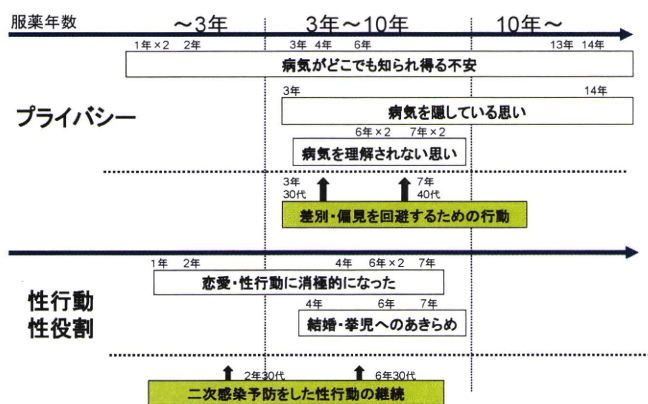 服薬年数 ～3年 3年～10年 10年～
1年×2 2年 3年 4年 6年 13年 14年
病気がどこでも知られ得る不安
プライバシー
3年 14年
病気を隠している思い
6年×2 7年×2
病気を理解されない思い
3年 7年
30代 40代
差別・偏見を回避するための行動
1年 2年 4年 6年×2 7年
恋愛・性行動に消極的になった
性行動
性役割
4年 6年 7年
結婚・挙児へのあきらめ
2年30代 6年30代
二次感染予防をした性行動の継続